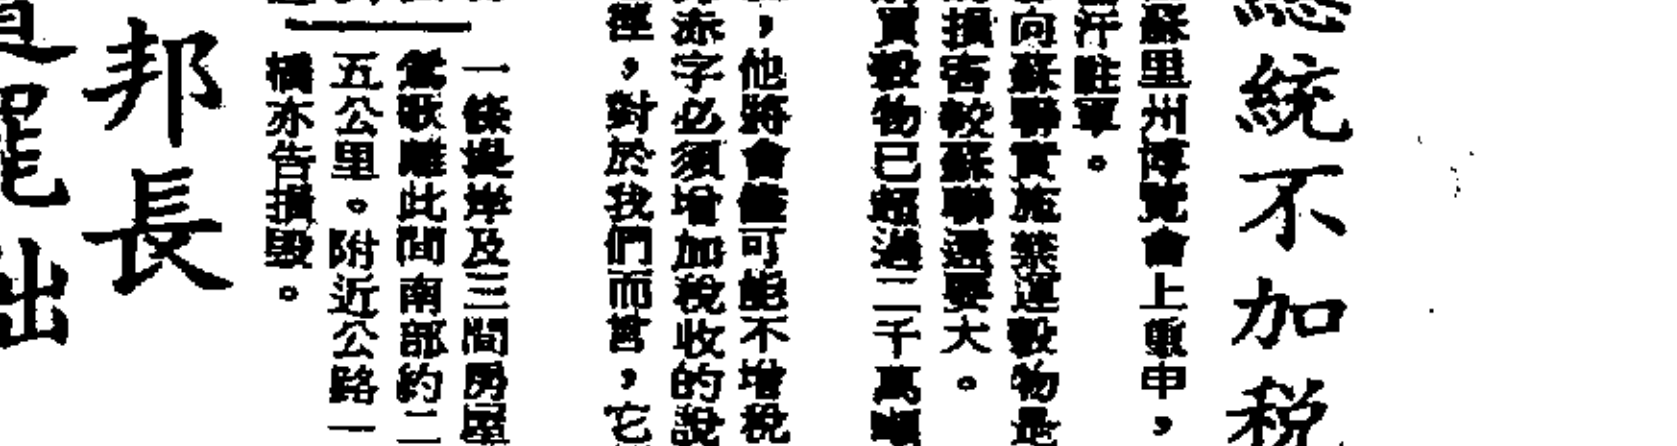 總統不加稅
蘇里州博覽會上重申，
汗駐軍。
向蘇聯實施禁運穀物是
損害較蘇聯還要大。
買穀物已超過二千萬噸
，他將會儘可能不增稅
赤字必須增加稅收的說
徑，對於我們而言，它
一條堤岸及三間房屋
鶯歌離此間南部約二
五公里。附近公路一
橋亦告損毀。
邦長